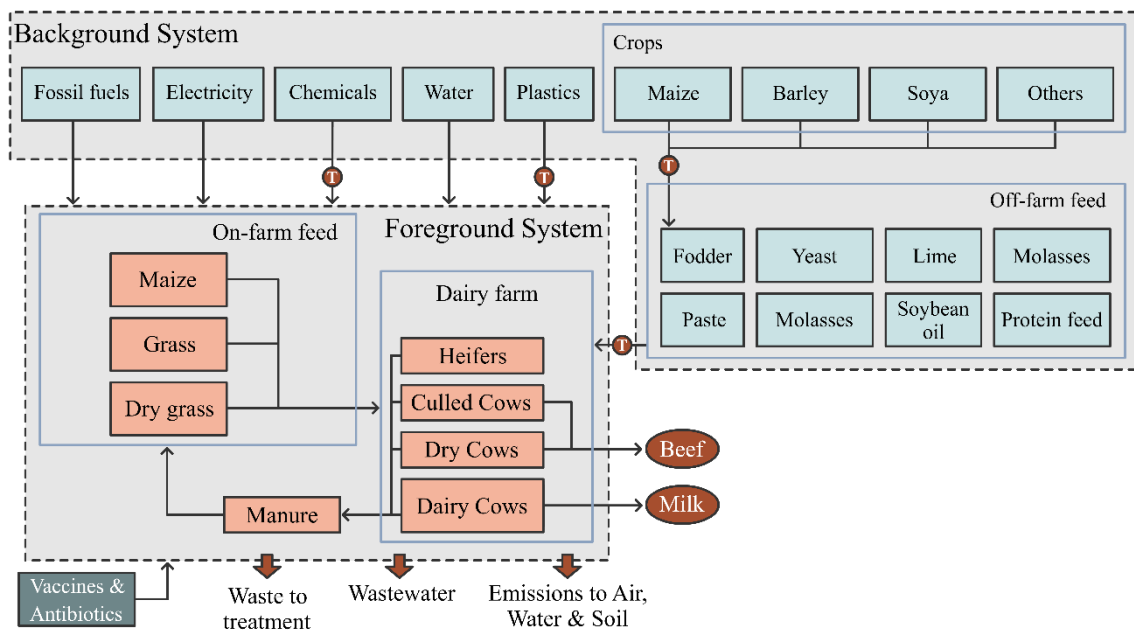 Background System
Crops
Fossil fuels
Electricity
Chemicals
Water
Plastics
Maize
Barley
Soya
Others
T
T
T
Off-farm feed
Foreground System
On-farm feed
Fodder
Yeast
Lime
Molasses
Maize
Dairy farm
Paste
Molasses
Soybean
oil
Protein feed
Grass
T
Heifers
Dry grass
Culled Cows
Dry Cows
Beef
Dairy Cows
Milk
Manure
Vaccines &
Antibiotics
Waste to
treatment
Wastewater
Emissions to Air,
Water & Soil